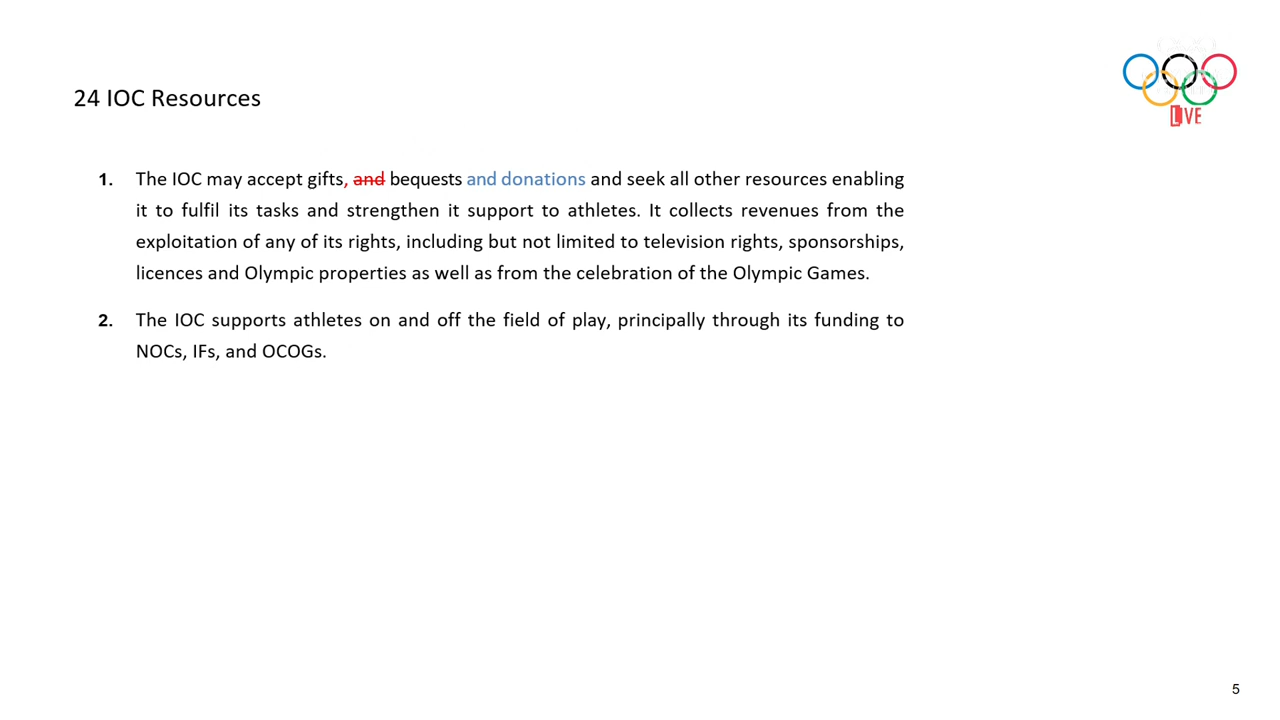 24 IOC Resources
LIVE
1. The IOC may accept gifts, and bequests and donations and seek all other resources enabling
it to fulfil its tasks and strengthen it support to athletes. It collects revenues from the
exploitation of any of its rights, including but not limited to television rights, sponsorships,
licences and Olympic properties as well as from the celebration of the Olympic Games.
2. The IOC supports athletes on and off the field of play, principally through its funding to
NOCs, IFs, and OCOGs.
5